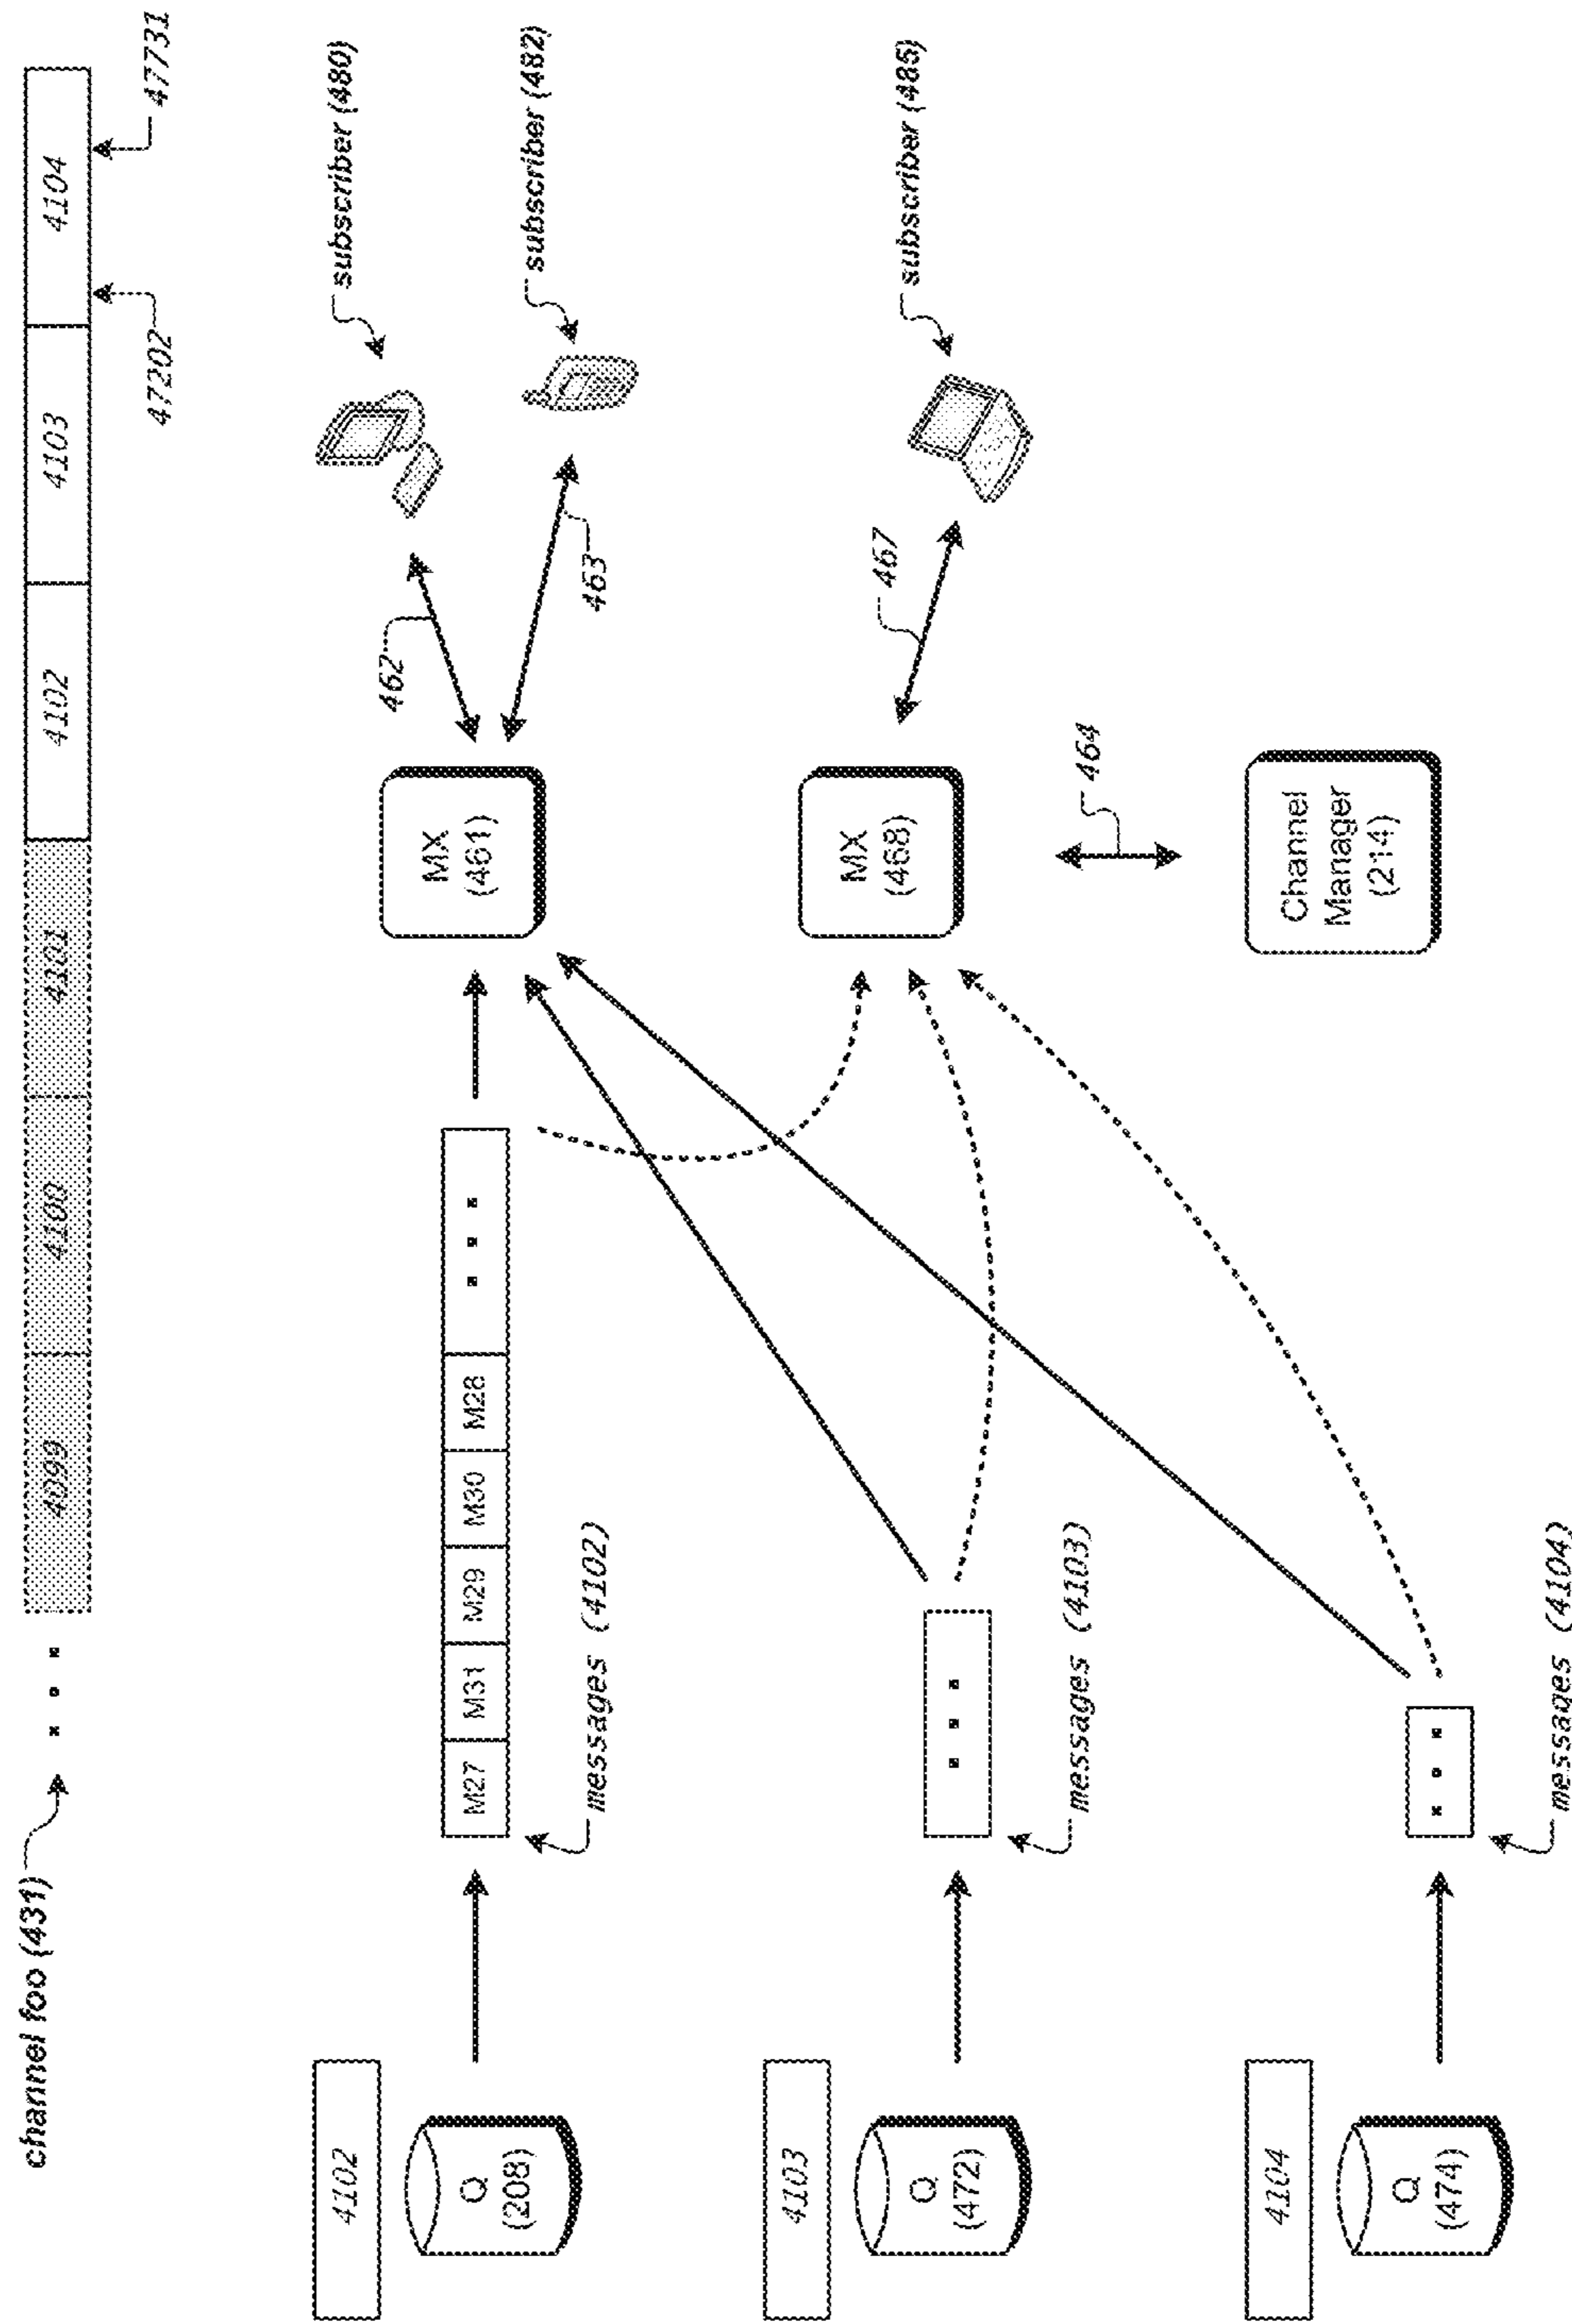 channel foo (431)
4099
4100
4101
4102
4103
4104
47202
47731
4102
Q
(208)
M27
M31
M29
M30
M28
messages (4102)
MX
(461)
462
463
subscriber (480)
subscriber (482)
4103
Q
(472)
messages (4103)
MX
(468)
467
subscriber (485)
464
4104
Q
(474)
messages (4104)
Channel
Manager
(214)